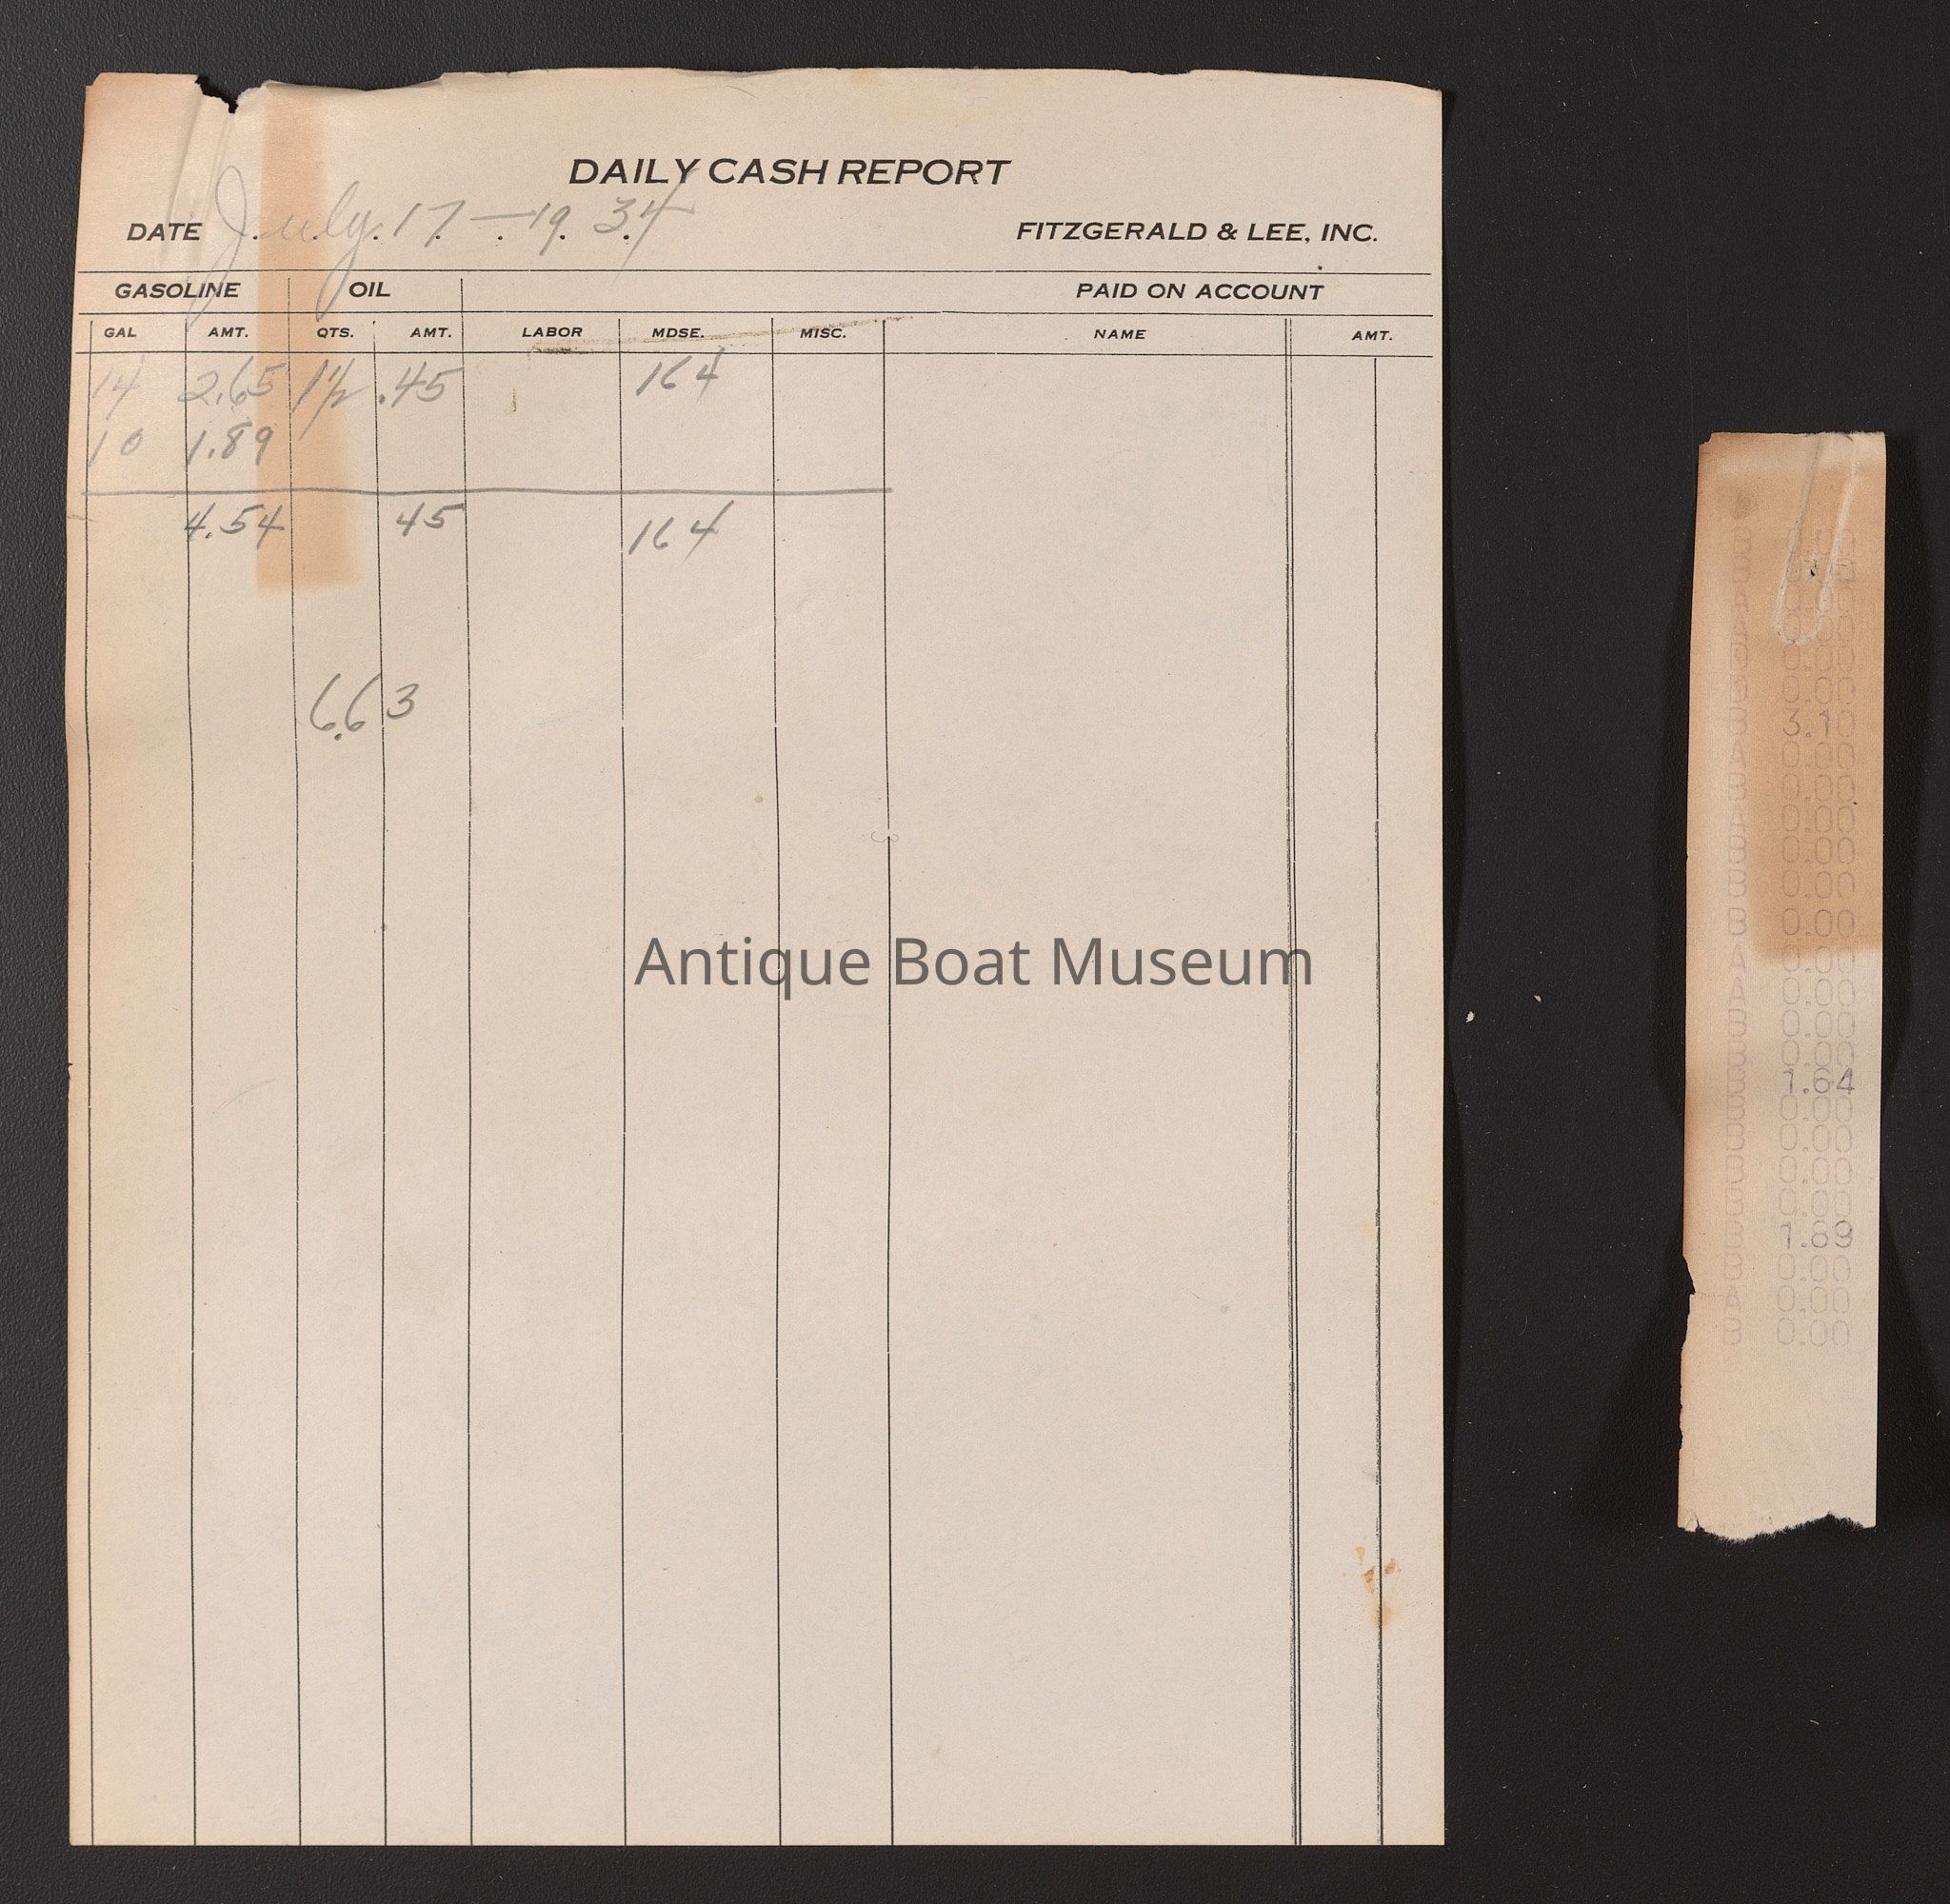 DAILY CASH REPORT
DATE July 17 — 1934 FITZGERALD & LEE, INC.
GASOLINE OIL PAID ON ACCOUNT
GAL AMT. QTS. AMT. LABOR MDSE. MISC. NAME AMT.
14 2.65 1½ .45 164
10 1.89
4.54 45 164
6.63
Antique Boat Museum
0.00
0.00
0.00
0.00
B 3.10
A 0.00
B 0.00
A 0.00
B 0.00
B 0.00
B 0.00
A 0.00
A 0.00
B 0.00
B 0.00
B 1.64
B 0.00
B 0.00
B 0.00
B 0.00
B 1.89
B 0.00
A 0.00
B 0.00